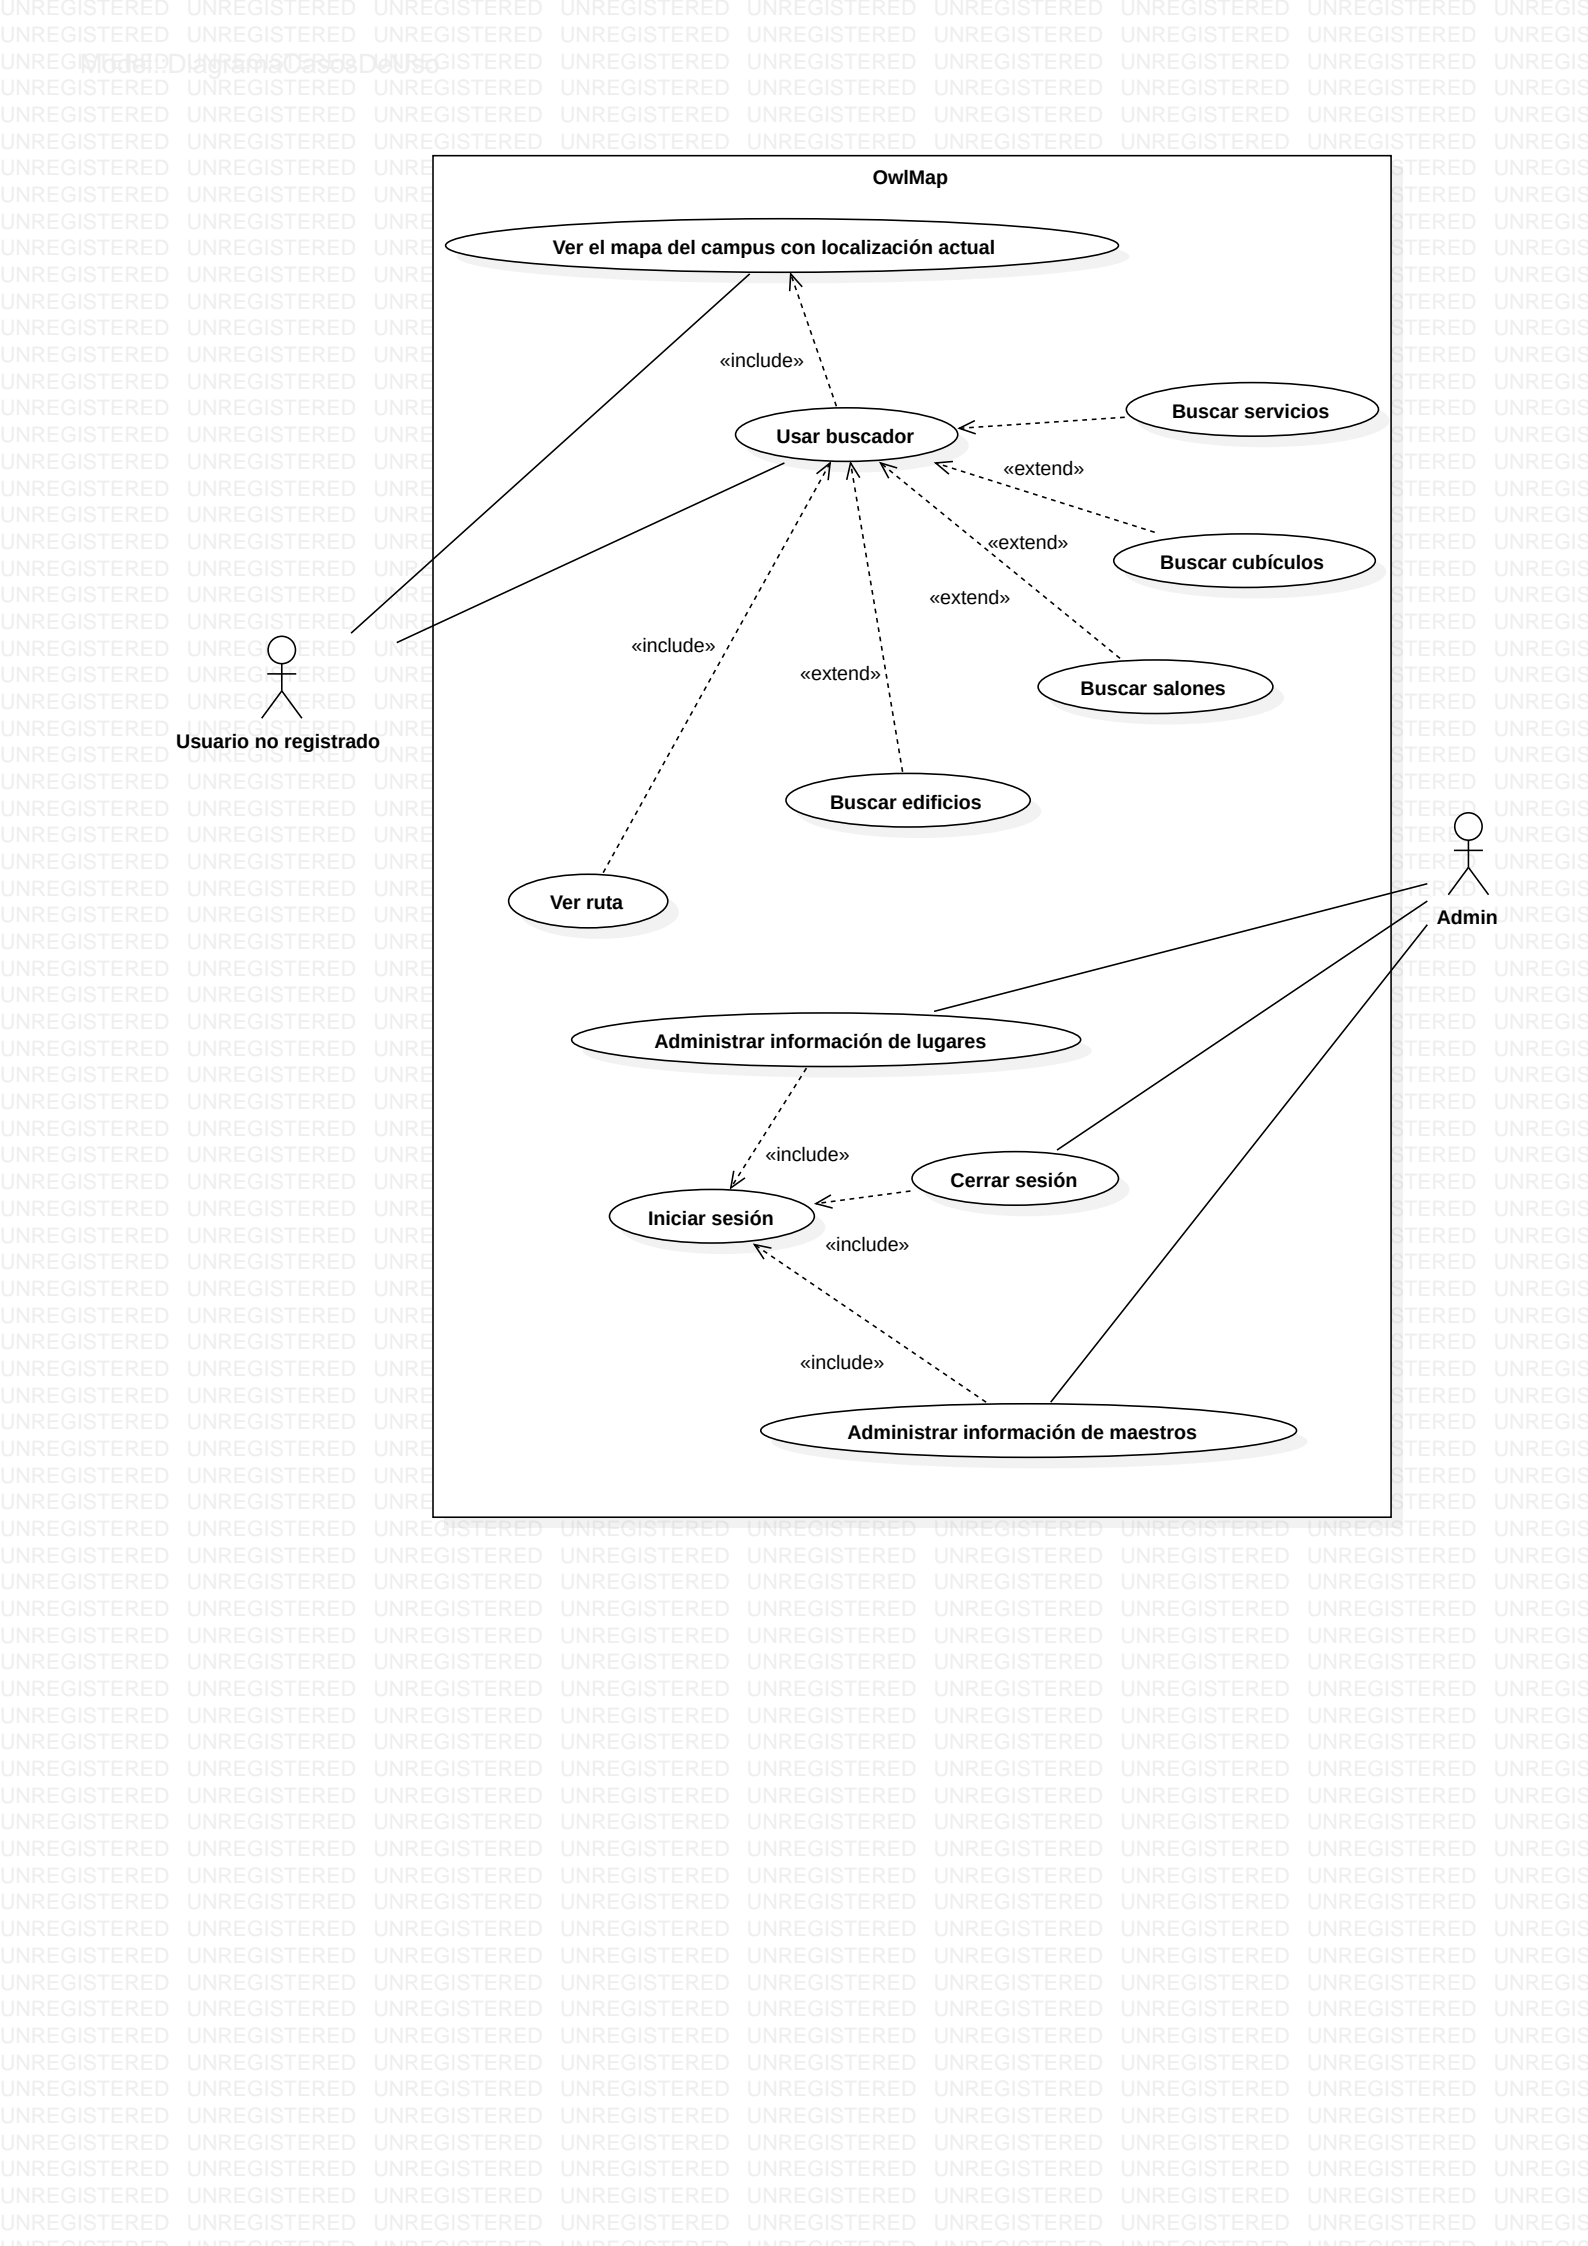 Model::DiagramaCasosDeUso
OwlMap
Ver el mapa del campus con localización actual
«include»
Buscar servicios
Usar buscador
«extend»
«extend»
Buscar cubículos
«extend»
«include»
«extend»
Buscar salones
Usuario no registrado
Buscar edificios
Ver ruta
Admin
Administrar información de lugares
«include»
Cerrar sesión
Iniciar sesión
«include»
«include»
Administrar información de maestros
UNREGISTERED